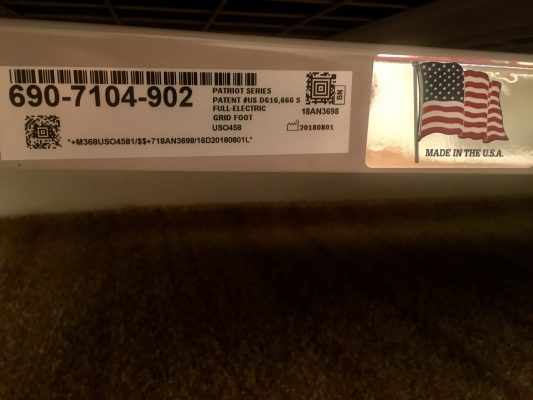 690-7104-902
PATRIOT SERIES
PATENT #US D616,666 S
FULL-ELECTRIC
GRID FOOT
USO458
SN
18AN3698
20180801
*+M368USO4581/$$+718AN3698/16D20180801L*
MADE IN THE U.S.A.